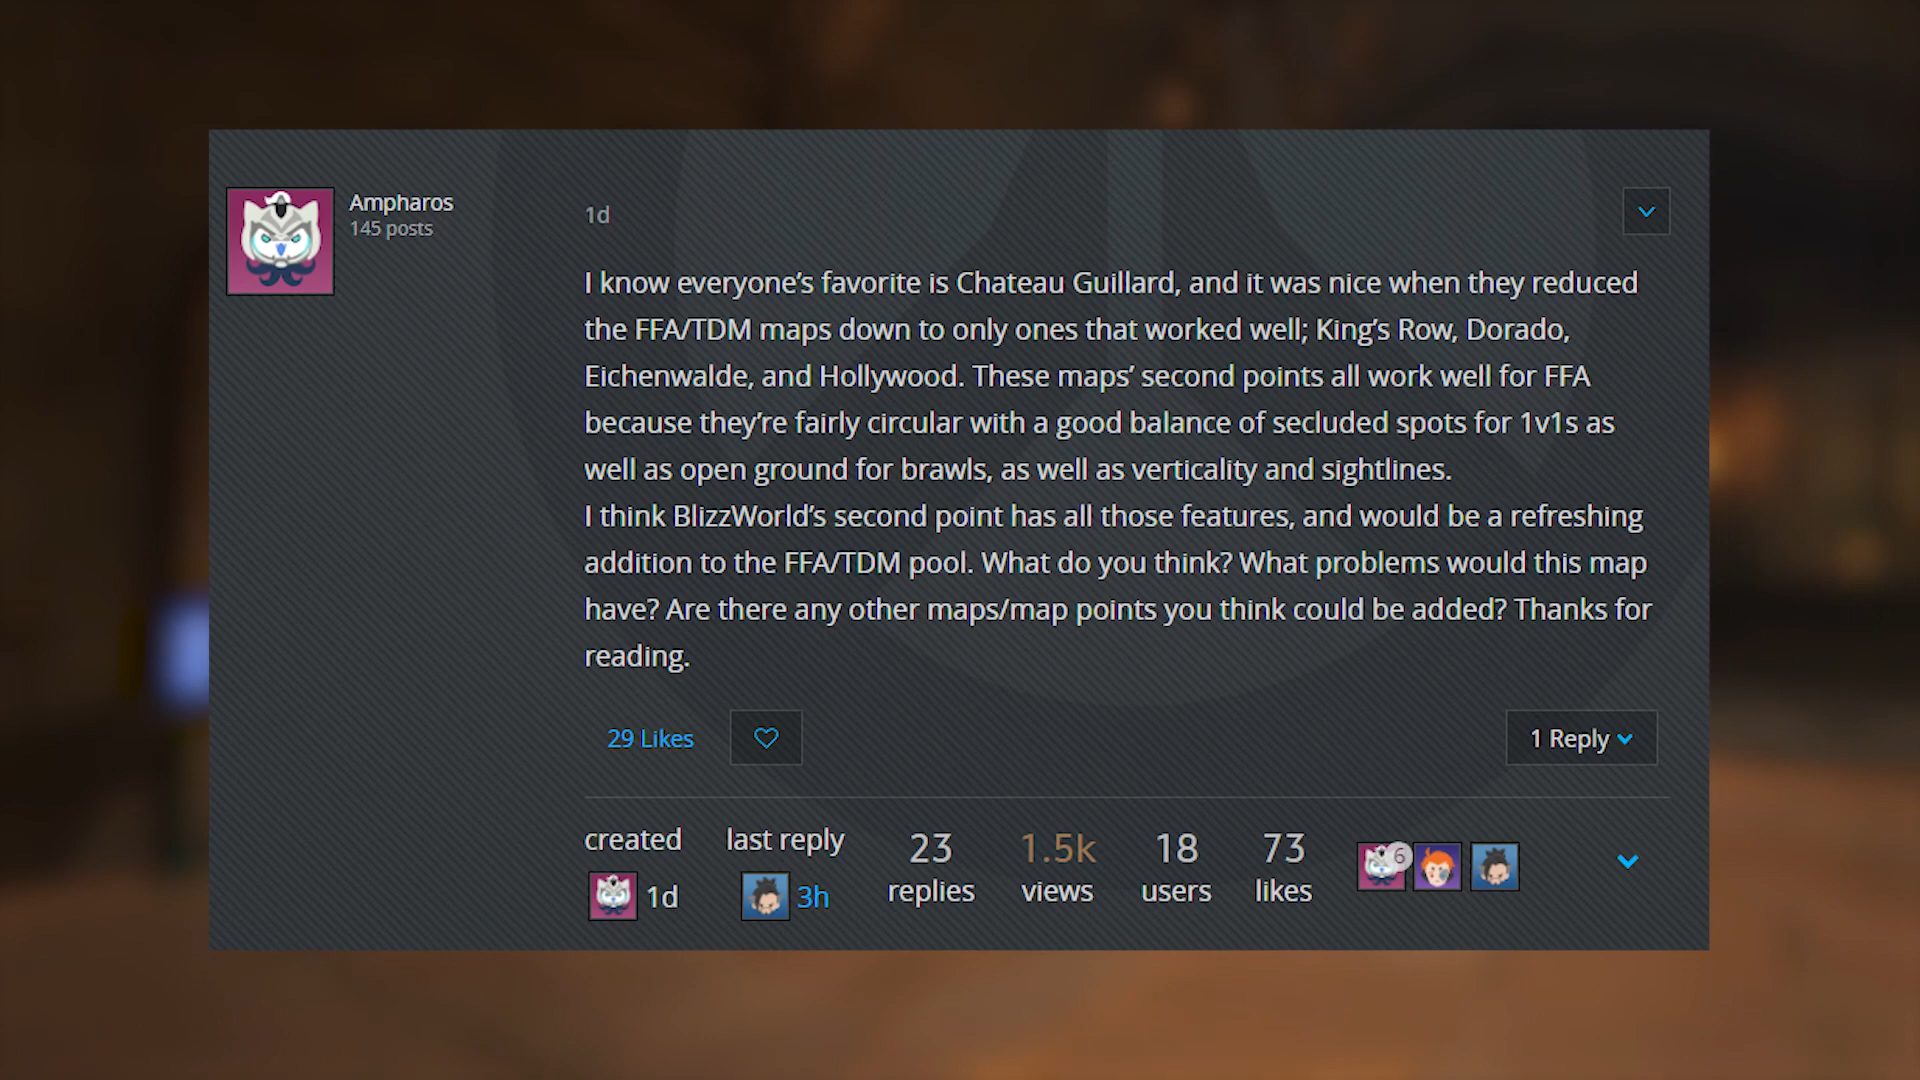 Ampharos
145 posts
1d
I know everyone’s favorite is Chateau Guillard, and it was nice when they reduced
the FFA/TDM maps down to only ones that worked well; King’s Row, Dorado,
Eichenwalde, and Hollywood. These maps’ second points all work well for FFA
because they’re fairly circular with a good balance of secluded spots for 1v1s as
well as open ground for brawls, as well as verticality and sightlines.
I think BlizzWorld’s second point has all those features, and would be a refreshing
addition to the FFA/TDM pool. What do you think? What problems would this map
have? Are there any other maps/map points you think could be added? Thanks for
reading.
29 Likes
1 Reply
created
1d
last reply
3h
23
replies
1.5k
views
18
users
73
likes
6